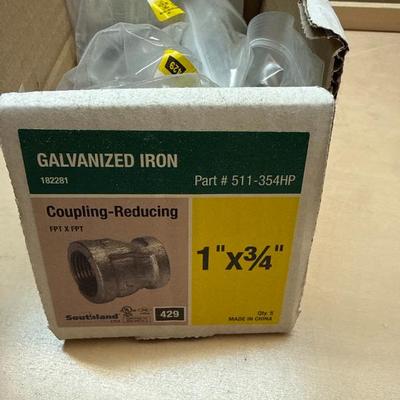 429
GALVANIZED IRON
182281
Part # 511-354HP
Coupling-Reducing
FPT X FPT
1"x¾"
Southland
429
Qty. 5
MADE IN CHINA